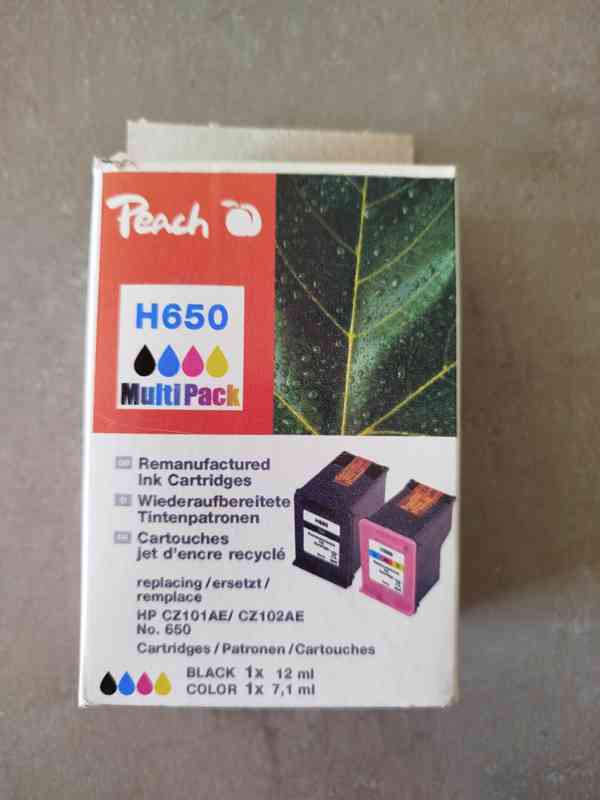 Peach
H650
Multi Pack
Remanufactured
Ink Cartridges
Wiederaufbereitete
Tintenpatronen
Cartouches
jet d'encre recyclé
replacing/ersetzt/
remplace
HP CZ101AE/ CZ102AE
No. 650
Cartridges/Patronen/Cartouches
BLACK 1x 12 ml
COLOR 1x 7,1 ml